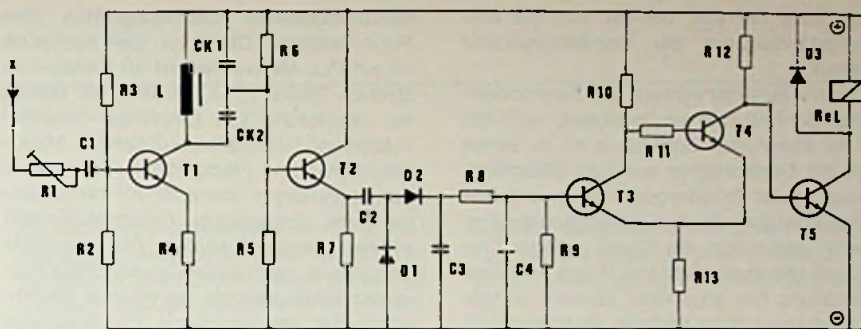 X
R1
C1
R3
R2
L
T1
R4
CK1
CK2
R6
R5
T2
R7
C2
D1
D2
C3
R8
C4
R9
R10
T3
R11
R12
T4
R13
D3
ReL
T5
+
-